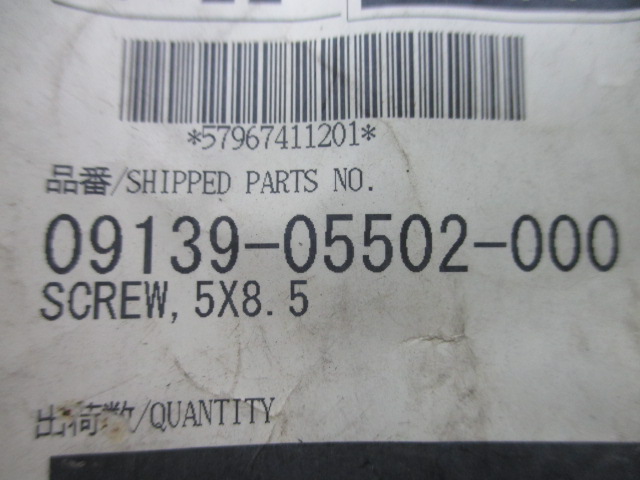 *57967411201*
品番/SHIPPED PARTS NO.
09139-05502-000
SCREW, 5X8.5
出荷数/QUANTITY